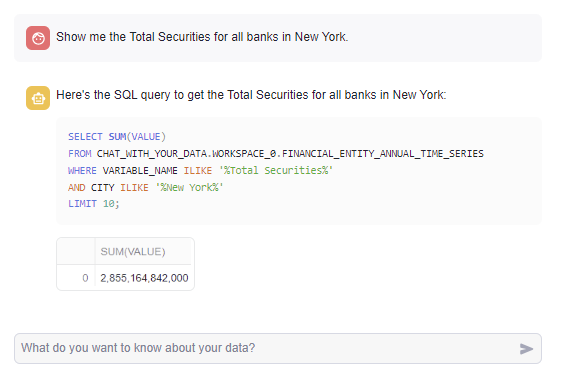 Show me the Total Securities for all banks in New York.
Here's the SQL query to get the Total Securities for all banks in New York:
SELECT SUM(VALUE)
FROM CHAT_WITH_YOUR_DATA.WORKSPACE_0.FINANCIAL_ENTITY_ANNUAL_TIME_SERIES
WHERE VARIABLE_NAME ILIKE '%Total Securities%'
AND CITY ILIKE '%New York%'
LIMIT 10;
SUM(VALUE)
0 2,855,164,842,000
What do you want to know about your data?